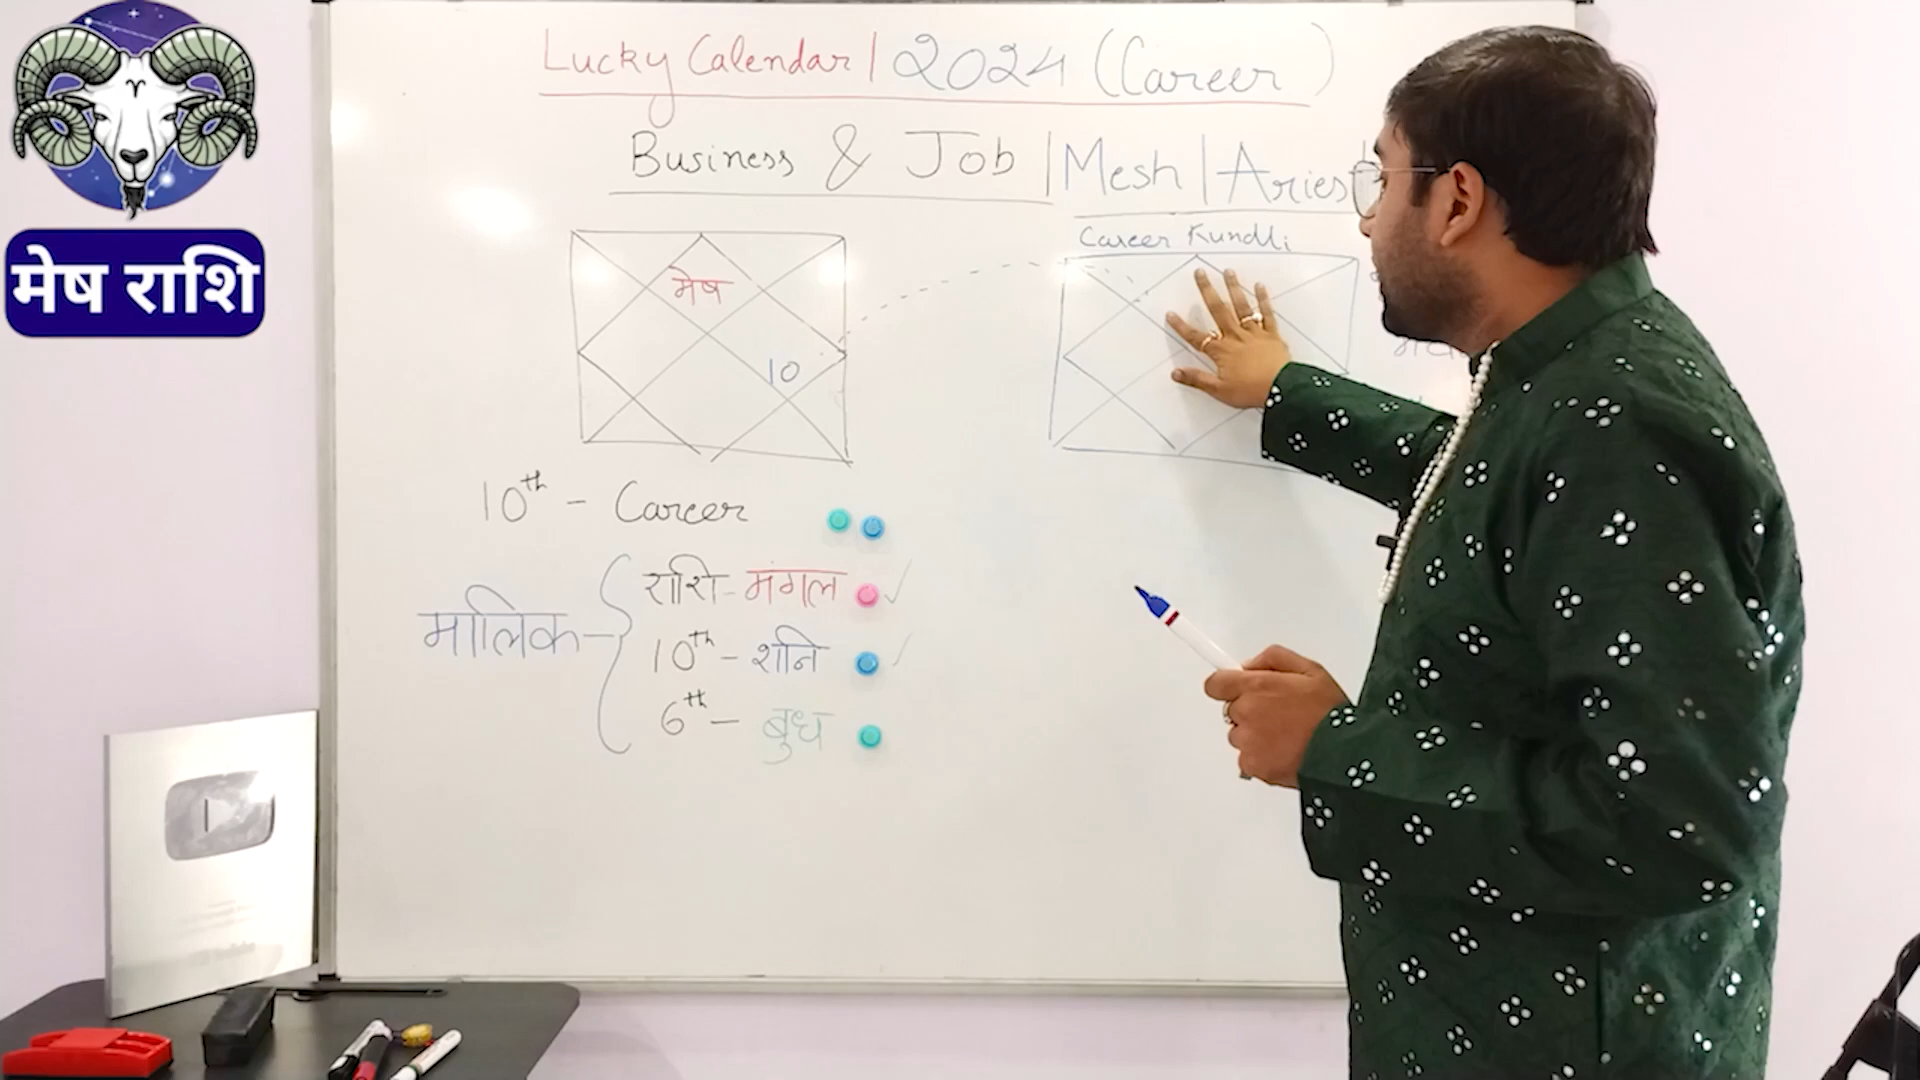 Lucky Calendar | 2024 (Career)
Business & Job | Mesh | Aries
मेष राशि
Career Kundli
मेष
10
10th - Career
मालिक -
राशि - मंगल
10th - शनि
6th - बुध